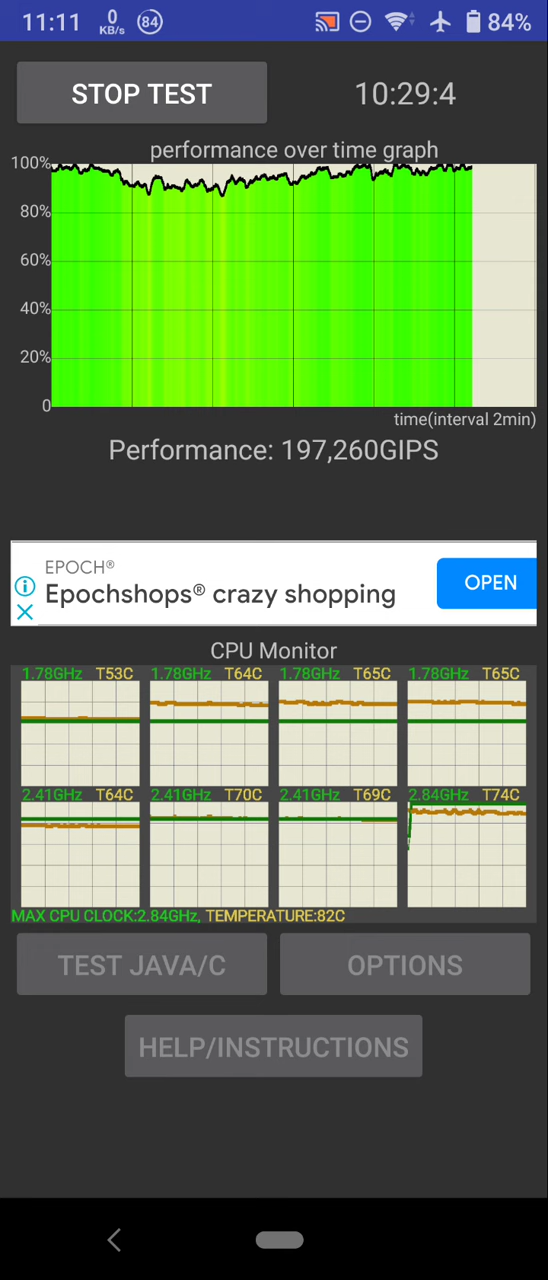 11:11 0 KB/s 84 84%
STOP TEST 10:29:4
performance over time graph
100%
80%
60%
40%
20%
0
time(interval 2min)
Performance: 197,260GIPS
EPOCH®
Epochshops® crazy shopping
OPEN
CPU Monitor
1.78GHz T53C 1.78GHz T64C 1.78GHz T65C 1.78GHz T65C
2.41GHz T64C 2.41GHz T70C 2.41GHz T69C 2.84GHz T74C
MAX CPU CLOCK:2.84GHz, TEMPERATURE:82C
TEST JAVA/C OPTIONS
HELP/INSTRUCTIONS